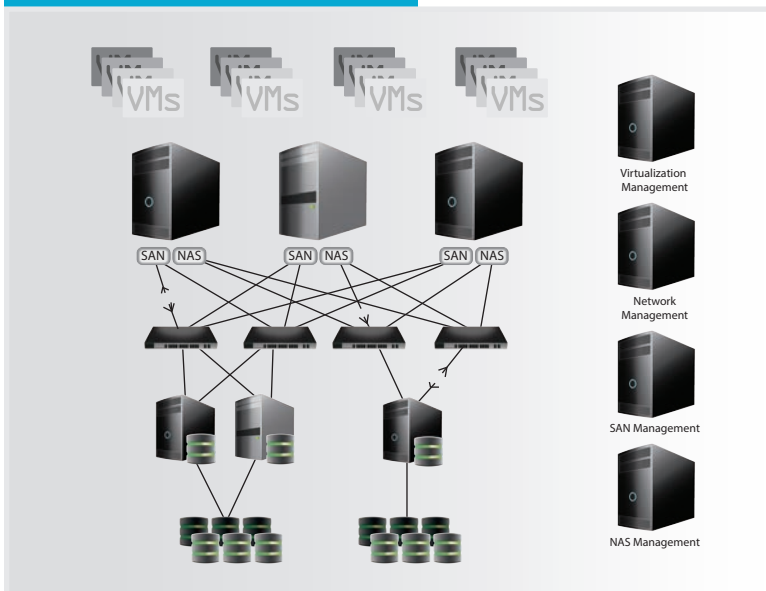 VMs
VMs
VMs
VMs
SAN NAS
SAN NAS
SAN NAS
Virtualization
Management
Network
Management
SAN Management
NAS Management